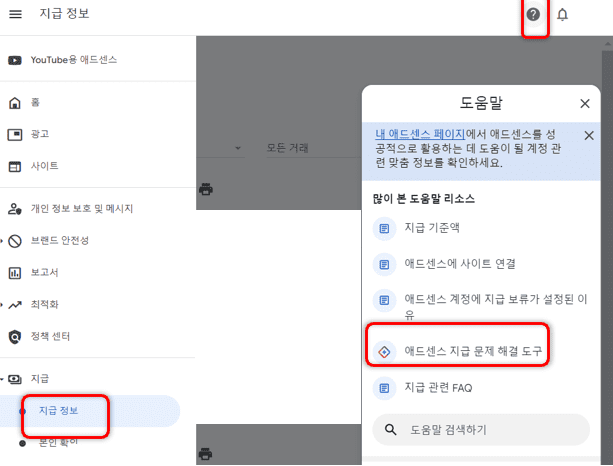 지급 정보
YouTube용 애드센스
홈
광고
사이트
개인 정보 보호 및 메시지
브랜드 안전성
보고서
최적화
정책 센터
지급
지급 정보
본인 확인
모든 거래
도움말
내 애드센스 페이지에서 애드센스를 성
공적으로 활용하는 데 도움이 될 계정 관
련 맞춤 정보를 확인하세요.
많이 본 도움말 리소스
지급 기준액
애드센스에 사이트 연결
애드센스 계정에 지급 보류가 설정된 이
유
애드센스 지급 문제 해결 도구
지급 관련 FAQ
도움말 검색하기